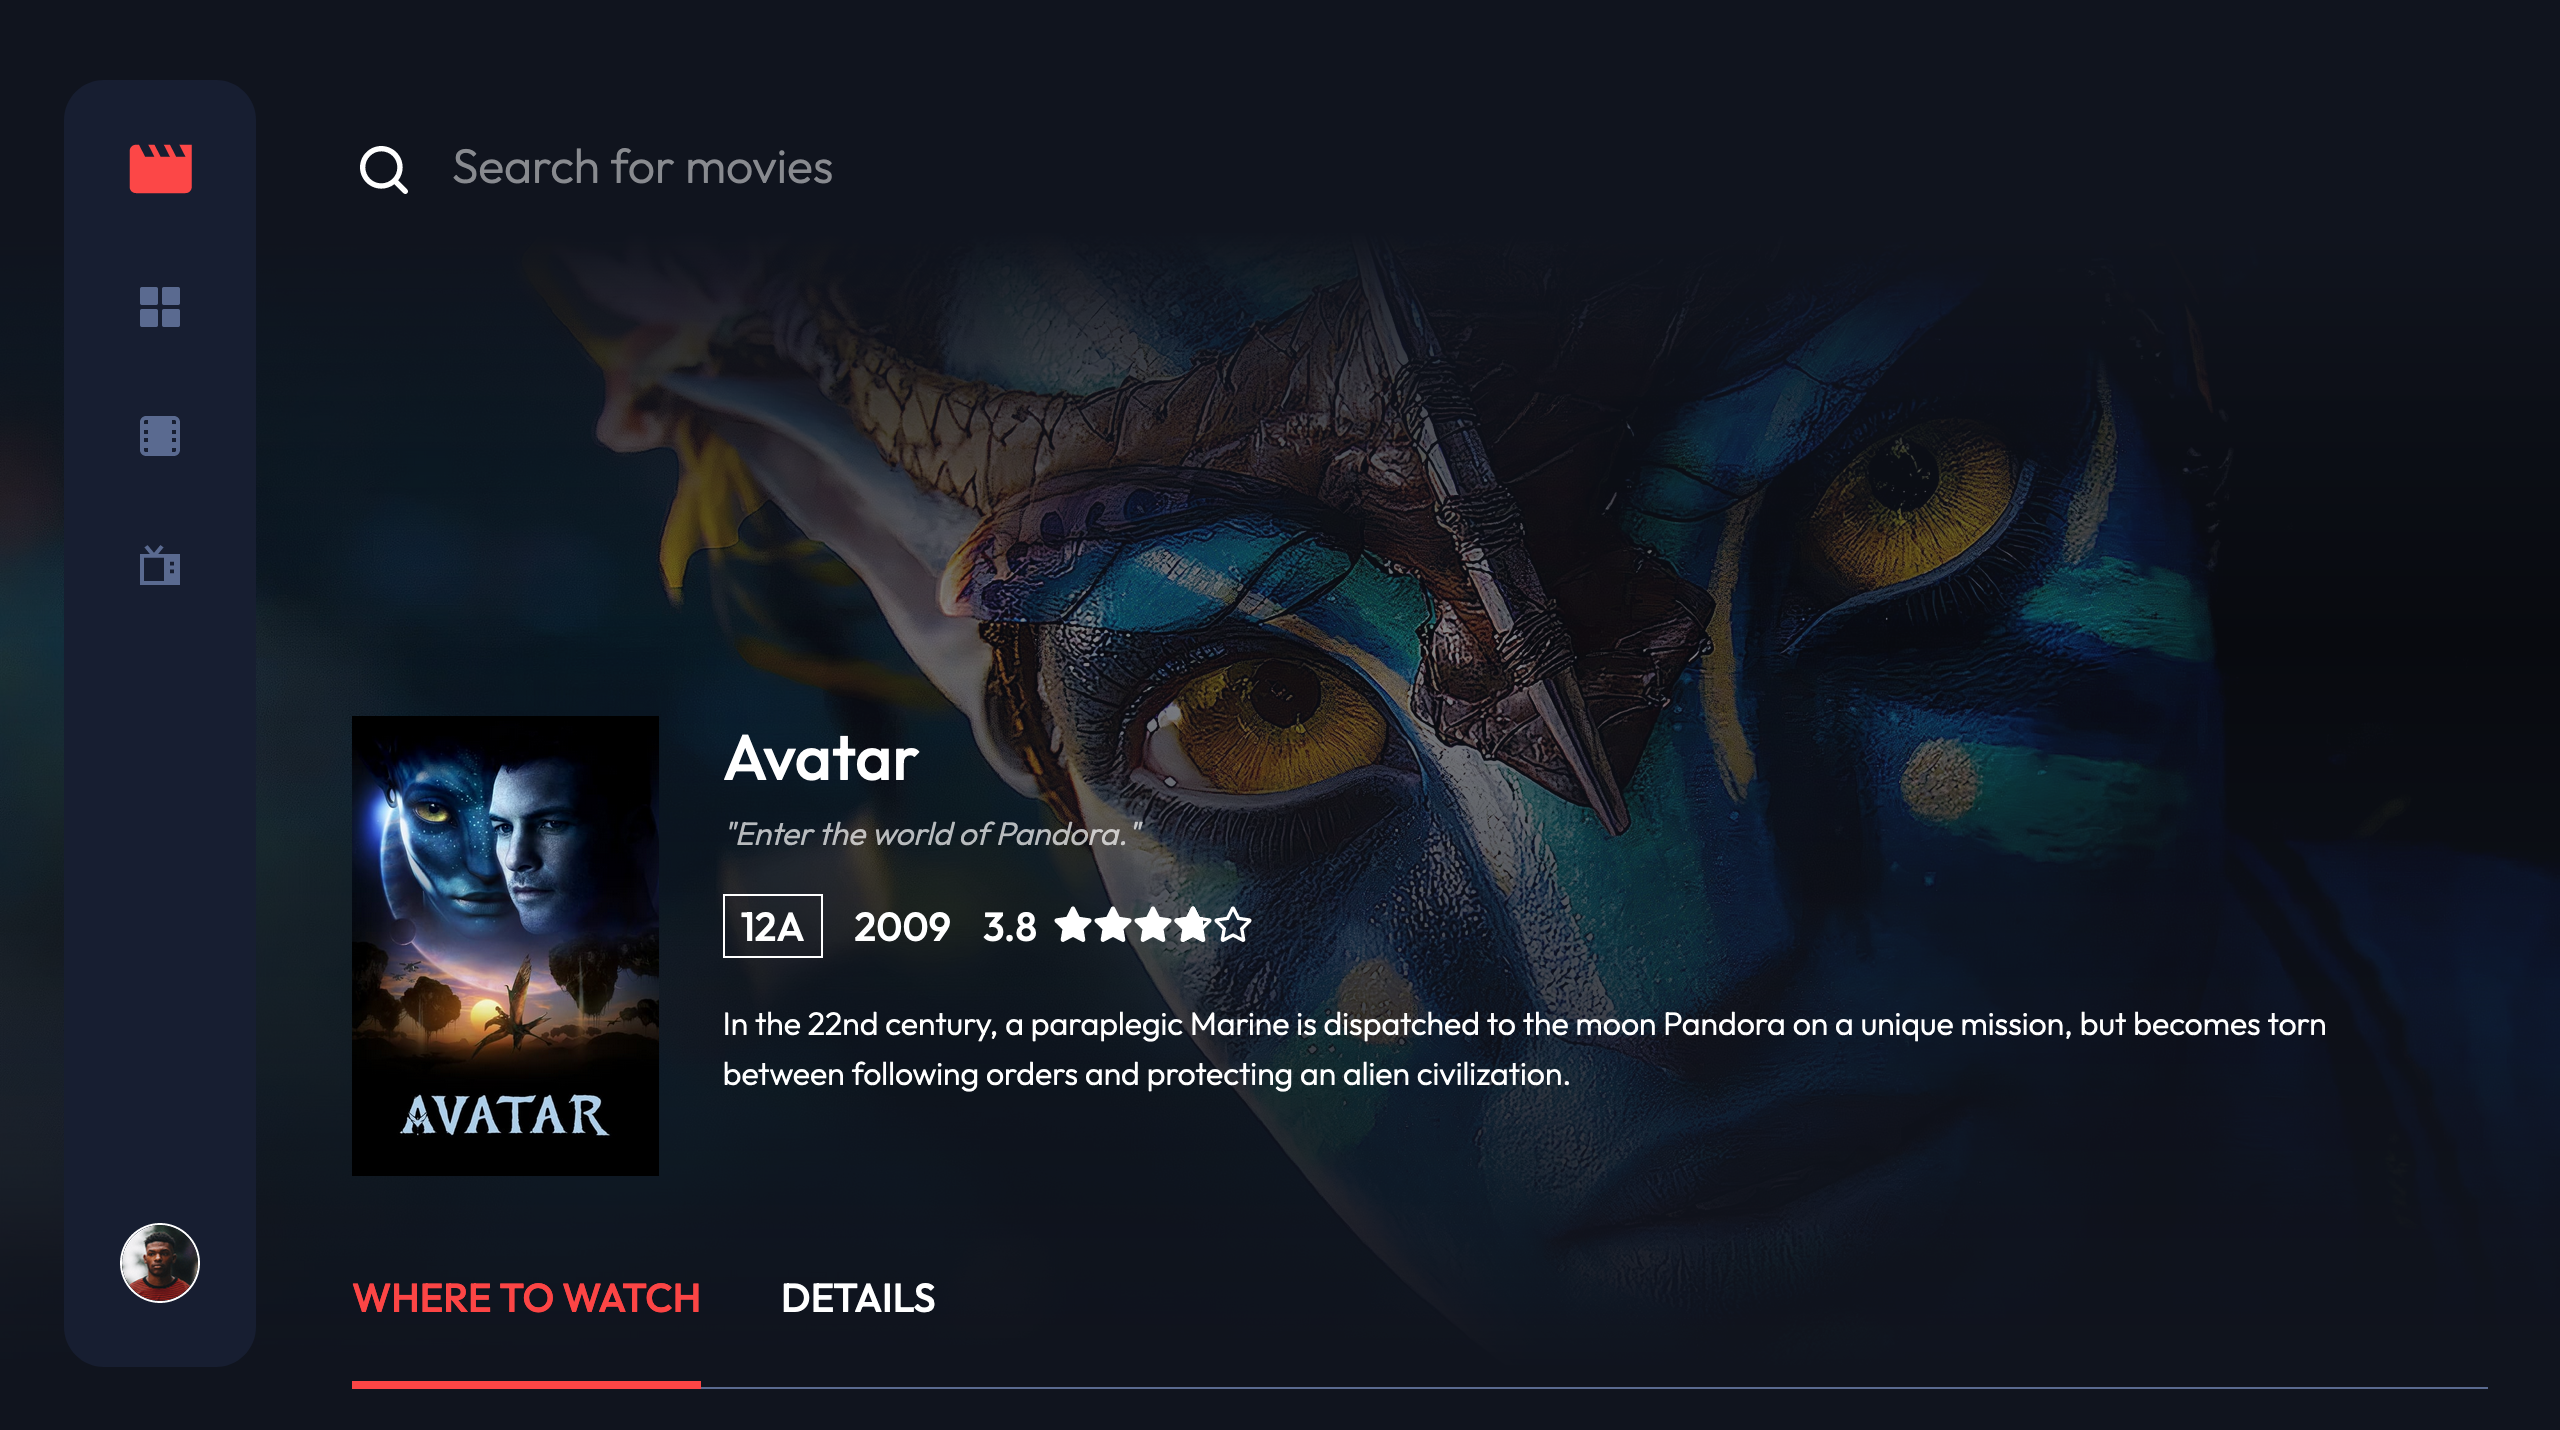 Search for movies
Avatar
"Enter the world of Pandora."
12A 2009 3.8
In the 22nd century, a paraplegic Marine is dispatched to the moon Pandora on a unique mission, but becomes torn
between following orders and protecting an alien civilization.
AVATAR
WHERE TO WATCH DETAILS